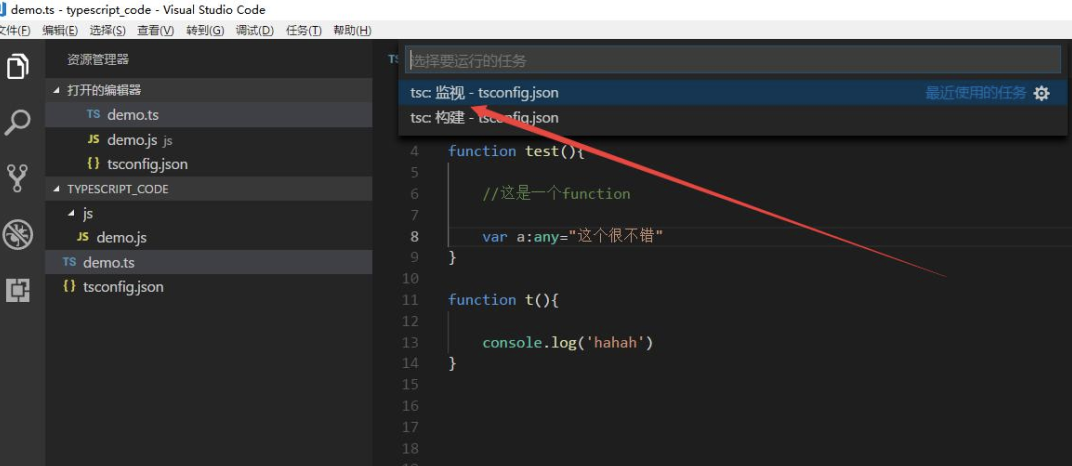 demo.ts - typescript_code - Visual Studio Code
文件(F) 编辑(E) 选择(S) 查看(V) 转到(G) 调试(D) 任务(T) 帮助(H)
资源管理器
打开的编辑器
TS demo.ts
JS demo.js js
{} tsconfig.json
TYPESCRIPT_CODE
js
JS demo.js
TS demo.ts
{} tsconfig.json
TS
选择要运行的任务
tsc: 监视 - tsconfig.json 最近使用的任务
tsc: 构建 - tsconfig.json
4 function test(){
5
6 //这是一个function
7
8 var a:any="这个很不错"
9 }
10
11 function t(){
12
13 console.log('hahah')
14 }
15
16
17
18